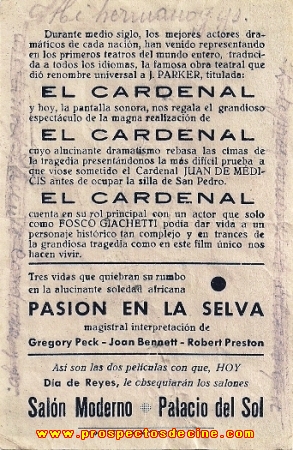 Durante medio siglo, los mejores actores dra-
máticos de cada nación, han venido representando
en los primeros teatros del mundo entero, traduci-
da a todos los idiomas, la famosa obra teatral que
dió renombre universal a J. PARKER, titulada:
EL CARDENAL
y hoy, la pantalla sonora, nos regala el grandioso
espectáculo de la magna realización de
EL CARDENAL
cuyo alucinante dramatismo rebasa las cimas de
la tragedia presentándonos la más difícil prueba a
que viose sometido el Cardenal JUAN DE MEDI-
CIS antes de ocupar la silla de San Pedro.
EL CARDENAL
cuenta en su rol principal con un actor que solo
como FOSCO GIACHETTI podía dar vida a un
personaje histórico tan complejo y en trances de
la grandiosa tragedia como en este film único nos
hacen vivir.
Tres vidas que quiebran su rumbo
en la alucinante soledad africana
PASION EN LA SELVA
magistral interpretación de
Gregory Peck - Joan Bennett - Robert Preston
Así son las dos películas con que, HOY
Día de Reyes, le obsequiarán los salones
Salón Moderno Palacio del Sol
www.prospectosdecine.com